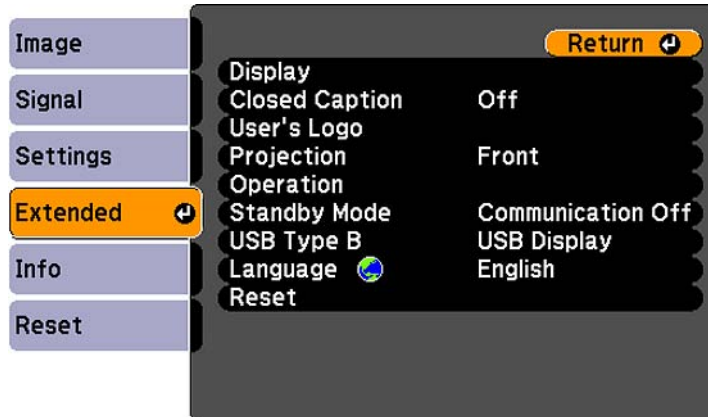 Image
Signal
Settings
Extended
Info
Reset
Return
Display
Closed Caption Off
User's Logo
Projection Front
Operation
Standby Mode Communication Off
USB Type B USB Display
Language English
Reset